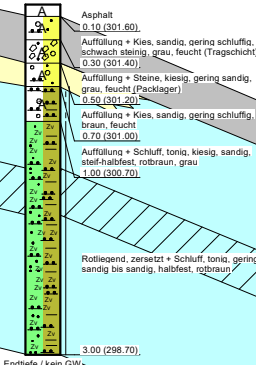 A
Asphalt
0.10 (301.60)
Auffüllung + Kies, sandig, gering schluffig,
schwach steinig, grau, feucht (Tragschicht)
0.30 (301.40)
Auffüllung + Steine, kiesig, gering sandig,
grau, feucht (Packlager)
0.50 (301.20)
Auffüllung + Kies, sandig, gering schluffig,
braun, feucht
0.70 (301.00)
Auffüllung + Schluff, tonig, kiesig, sandig,
steif-halbfest, rotbraun, grau
1.00 (300.70)
Rotliegend, zersetzt + Schluff, tonig, gering
sandig bis sandig, halbfest, rotbraun
3.00 (298.70)
Endtiefe / kein GW